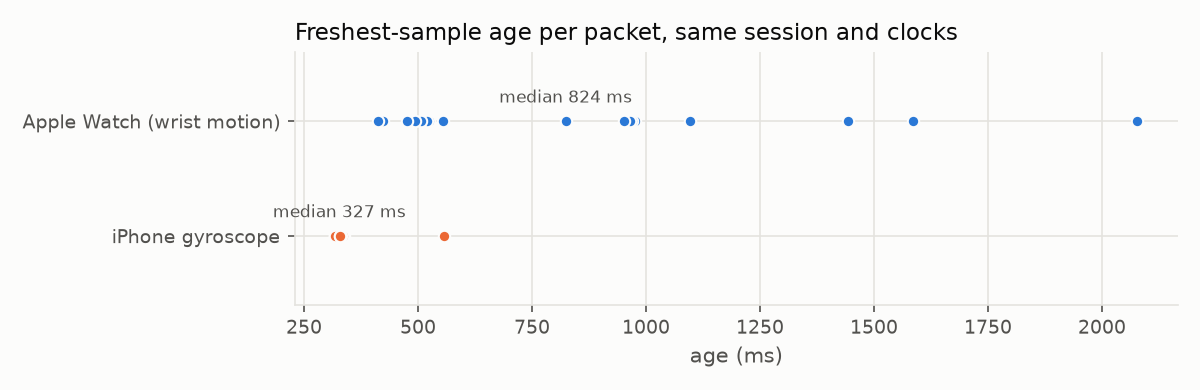 Freshest-sample age per packet, same session and clocks
median 824 ms
Apple Watch (wrist motion)
median 327 ms
iPhone gyroscope
250 500 750 1000 1250 1500 1750 2000
age (ms)